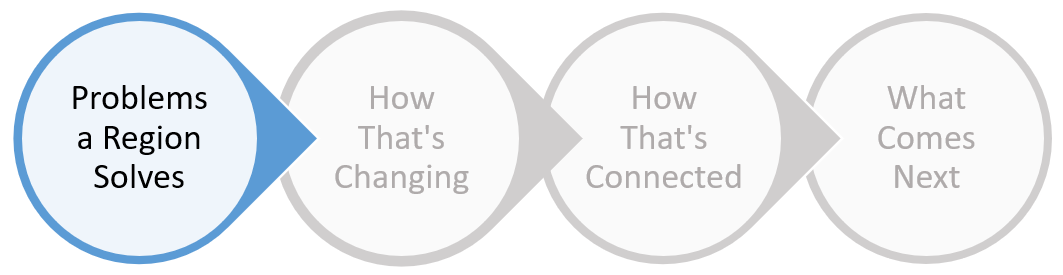 Problems
a Region
Solves
How
That's
Changing
How
That's
Connected
What
Comes
Next